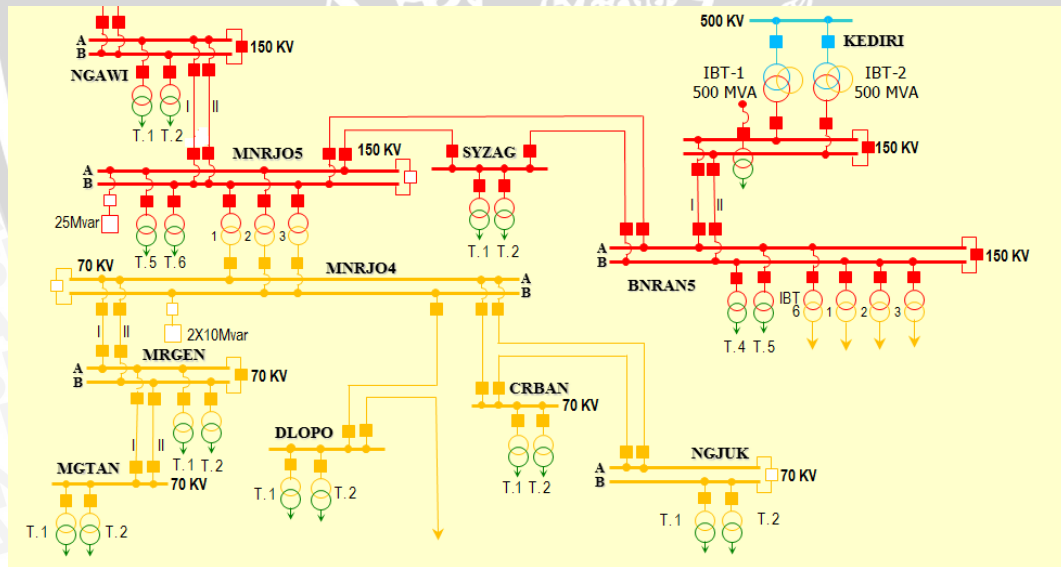 500 KV
KEDIRI
A
B
150 KV
NGAWI
IBT-1
500 MVA
IBT-2
500 MVA
I
II
T.1
T.2
MNRJO5
150 KV
SYZAG
150 KV
A
B
25Mvar
1
2
3
T.5
T.6
T.1
T.2
I
II
A
B
150 KV
BNRAN5
70 KV
MNRJO4
A
B
IBT
6
1
2
3
T.4
T.5
I
II
2X10Mvar
MRGEN
A
B
70 KV
CRBAN
70 KV
I
II
T.1
T.2
DLOPO
NGJUK
MGTAN
70 KV
A
B
70 KV
T.1
T.2
T.1
T.2
T.1
T.2
T.1
T.2